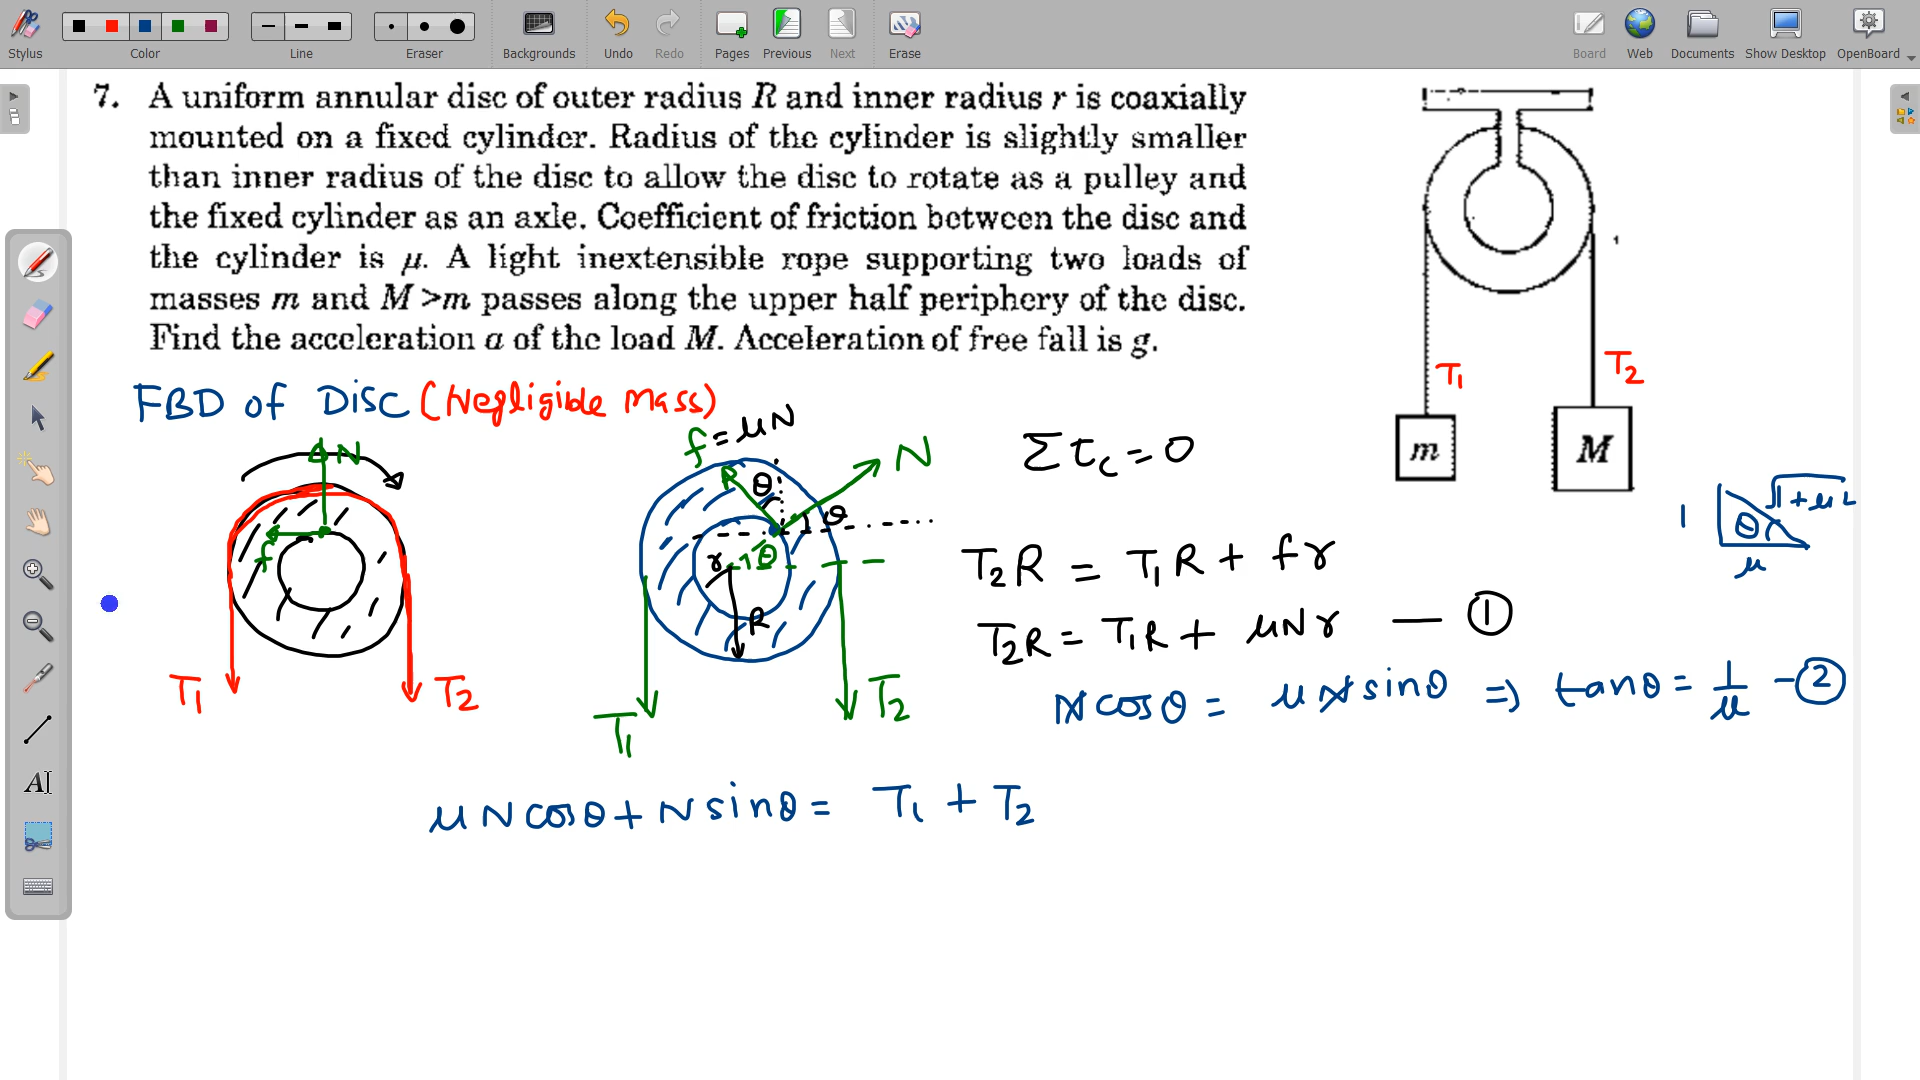 Stylus Color Line Eraser Backgrounds Undo Redo Pages Previous Next Erase Board Web Documents Show Desktop OpenBoard
7. A uniform annular disc of outer radius R and inner radius r is coaxially
mounted on a fixed cylinder. Radius of the cylinder is slightly smaller
than inner radius of the disc to allow the disc to rotate as a pulley and
the fixed cylinder as an axle. Coefficient of friction between the disc and
the cylinder is μ. A light inextensible rope supporting two loads of
masses m and M >m passes along the upper half periphery of the disc.
Find the acceleration a of the load M. Acceleration of free fall is g.
T₁ T₂
m M
FBD of Disc (Negligible Mass)
N
f
T₁ T₂
f = μN
N
θ
θ
r θ
R
T₁ T₂
Στc = 0
1 θ √1+μ²
μ
T₂R = T₁R + fr
T₂R = T₁R + μNr — ①
N cosθ = μN sinθ ⇒ tanθ = 1/μ - ②
μN cosθ + N sinθ = T₁ + T₂